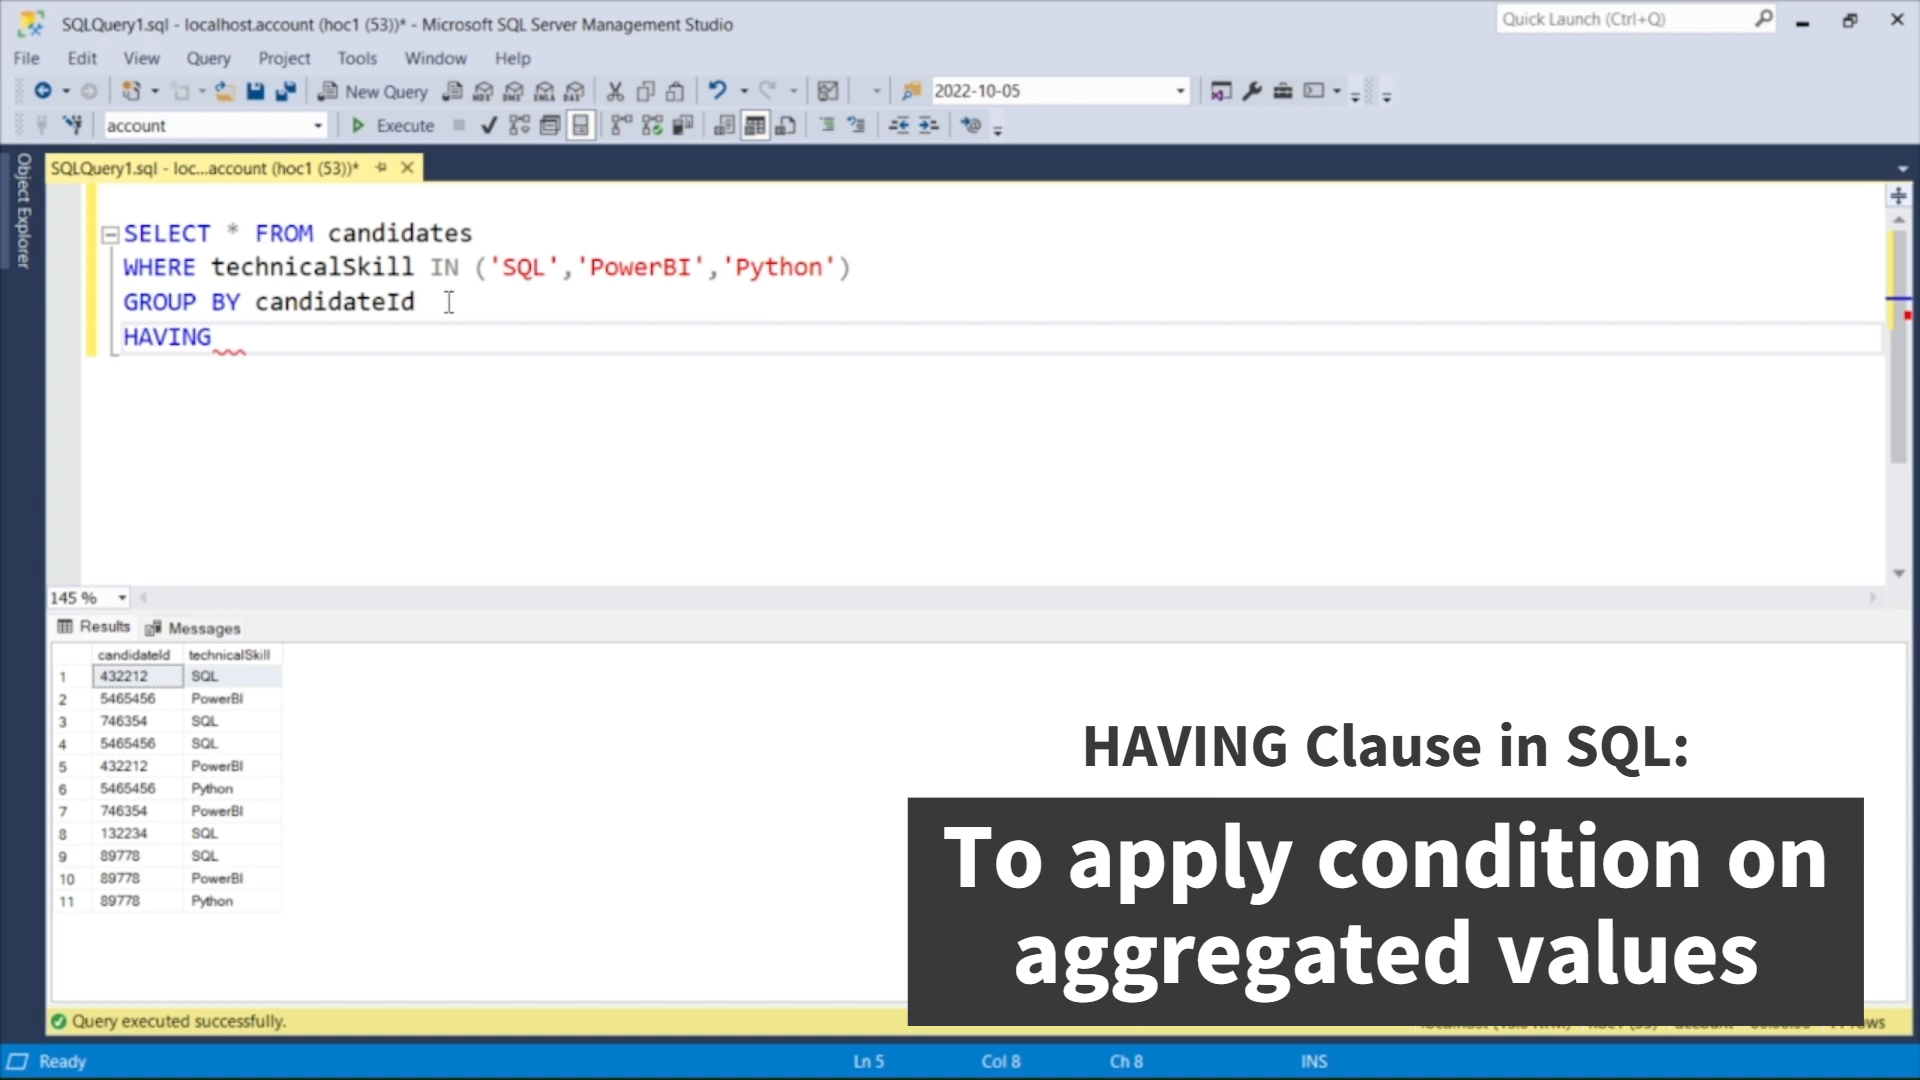 SQLQuery1.sql - localhost.account (hoc1 (53))* - Microsoft SQL Server Management Studio
Quick Launch (Ctrl+Q)
File Edit View Query Project Tools Window Help
New Query
2022-10-05
account
Execute
Object Explorer
SQLQuery1.sql - loc...account (hoc1 (53))*
SELECT * FROM candidates
WHERE technicalSkill IN ('SQL','PowerBI','Python')
GROUP BY candidateId
HAVING
145 %
Results Messages
candidateId technicalSkill
1 432212 SQL
2 5465456 PowerBI
3 746354 SQL
4 5465456 SQL
5 432212 PowerBI
6 5465456 Python
7 746354 PowerBI
8 132234 SQL
9 89778 SQL
10 89778 PowerBI
11 89778 Python
HAVING Clause in SQL:
To apply condition on
aggregated values
Query executed successfully.
Ready Ln 5 Col 8 Ch 8 INS